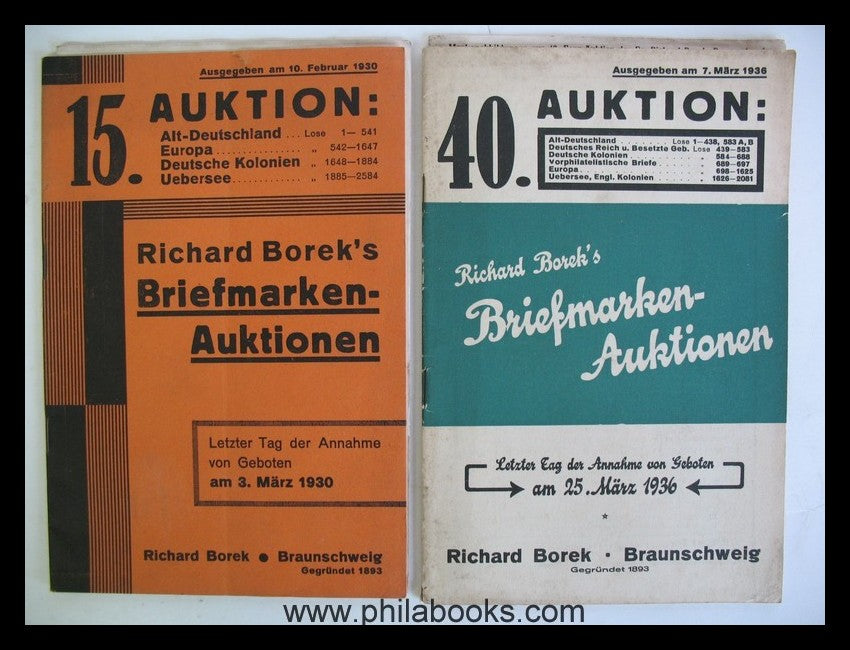 Ausgegeben am 10. Februar 1930
15. AUKTION:
Alt-Deutschland ... Lose 1— 541
Europa ................ „ 542—1647
Deutsche Kolonien „ 1648—1884
Uebersee............. „ 1885—2584
Richard Borek's
Briefmarken-
Auktionen
Letzter Tag der Annahme
von Geboten
am 3. März 1930
Richard Borek ● Braunschweig
Gegründet 1893
Ausgegeben am 7. März 1936
40. AUKTION:
Alt-Deutschland ............ Lose 1—438, 583 A, B
Deutsches Reich u. Besetzte Geb. Lose 439—583
Deutsche Kolonien ............ „ 584—688
Vorphilatelistische Briefe ........ „ 689—697
Europa ........................ „ 698—1625
Uebersee, Engl. Kolonien ........ „ 1626—2081
Richard Borek's
Briefmarken-
Auktionen
Letzter Tag der Annahme von Geboten
am 25. März 1936
Richard Borek · Braunschweig
Gegründet 1893
www.philabooks.com